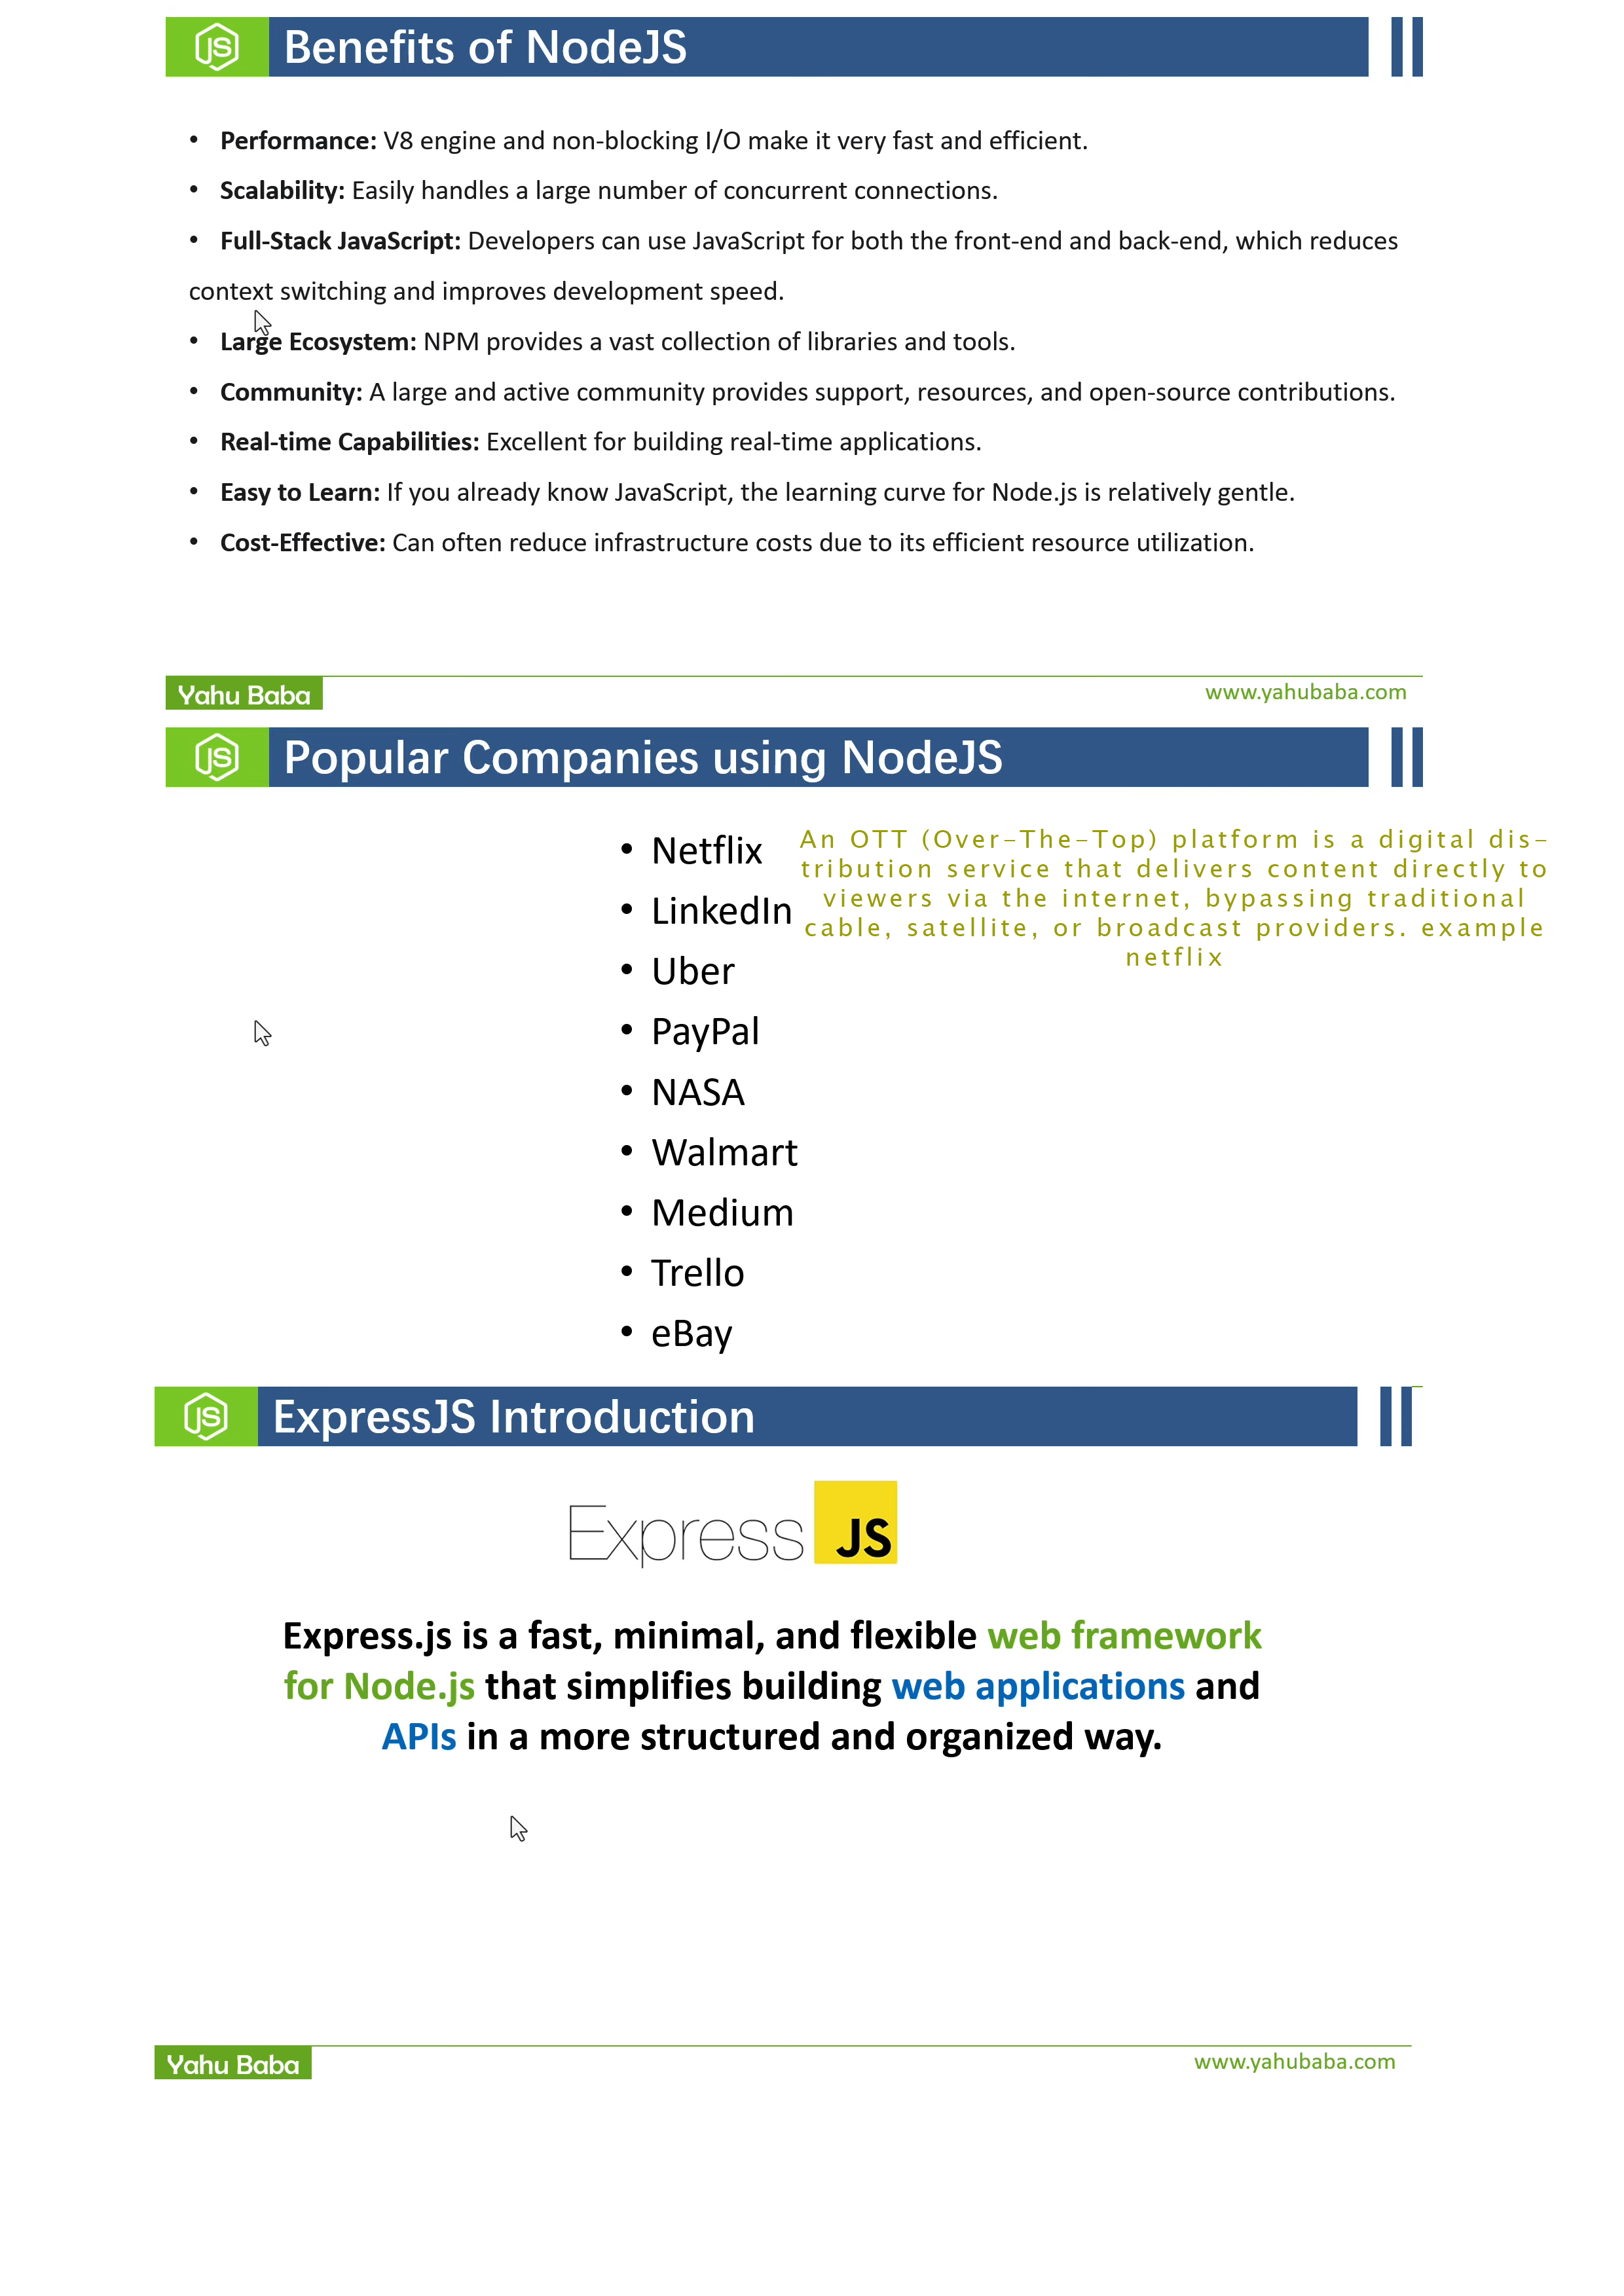 JS Benefits of NodeJS
• Performance: V8 engine and non-blocking I/O make it very fast and efficient.
• Scalability: Easily handles a large number of concurrent connections.
• Full-Stack JavaScript: Developers can use JavaScript for both the front-end and back-end, which reduces
context switching and improves development speed.
• Large Ecosystem: NPM provides a vast collection of libraries and tools.
• Community: A large and active community provides support, resources, and open-source contributions.
• Real-time Capabilities: Excellent for building real-time applications.
• Easy to Learn: If you already know JavaScript, the learning curve for Node.js is relatively gentle.
• Cost-Effective: Can often reduce infrastructure costs due to its efficient resource utilization.
Yahu Baba
www.yahubaba.com
JS Popular Companies using NodeJS
• Netflix
• LinkedIn
• Uber
• PayPal
• NASA
• Walmart
• Medium
• Trello
• eBay
An OTT (Over-The-Top) platform is a digital dis-
tribution service that delivers content directly to
viewers via the internet, bypassing traditional
cable, satellite, or broadcast providers. example
netflix
JS ExpressJS Introduction
Express JS
Express.js is a fast, minimal, and flexible web framework
for Node.js that simplifies building web applications and
APIs in a more structured and organized way.
Yahu Baba
www.yahubaba.com